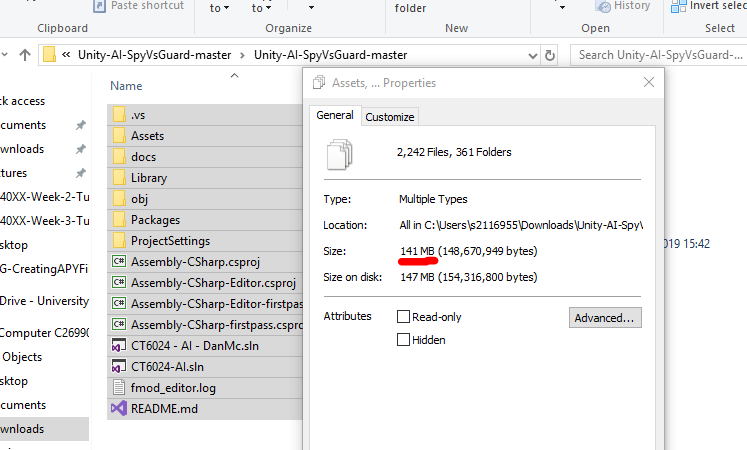 Paste shortcut
to
to
folder
History
Invert selec
Clipboard
Organize
New
Open
Select
« Unity-AI-SpyVsGuard-master > Unity-AI-SpyVsGuard-master
Search Unity-AI-SpyVsGuard-...
ck access
cuments
wnloads
ctures
40XX-Week-2-Tu
40XX-Week-3-Tu
sktop
G-CreatingAPYFi
Drive - University
Computer C26990
Objects
sktop
cuments
wnloads
Name
.vs
Assets
docs
Library
obj
Packages
ProjectSettings
Assembly-CSharp.csproj
Assembly-CSharp-Editor.csproj
Assembly-CSharp-Editor-firstpass
Assembly-CSharp-firstpass.csproj
CT6024 - AI - DanMc.sln
CT6024-AI.sln
fmod_editor.log
README.md
Assets, ... Properties
General
Customize
2,242 Files, 361 Folders
Type: Multiple Types
Location: All in C:\Users\s2116955\Downloads\Unity-AI-Spy\
Size: 141 MB (148,670,949 bytes)
Size on disk: 147 MB (154,316,800 bytes)
Attributes
Read-only
Advanced...
Hidden
2019 15:42